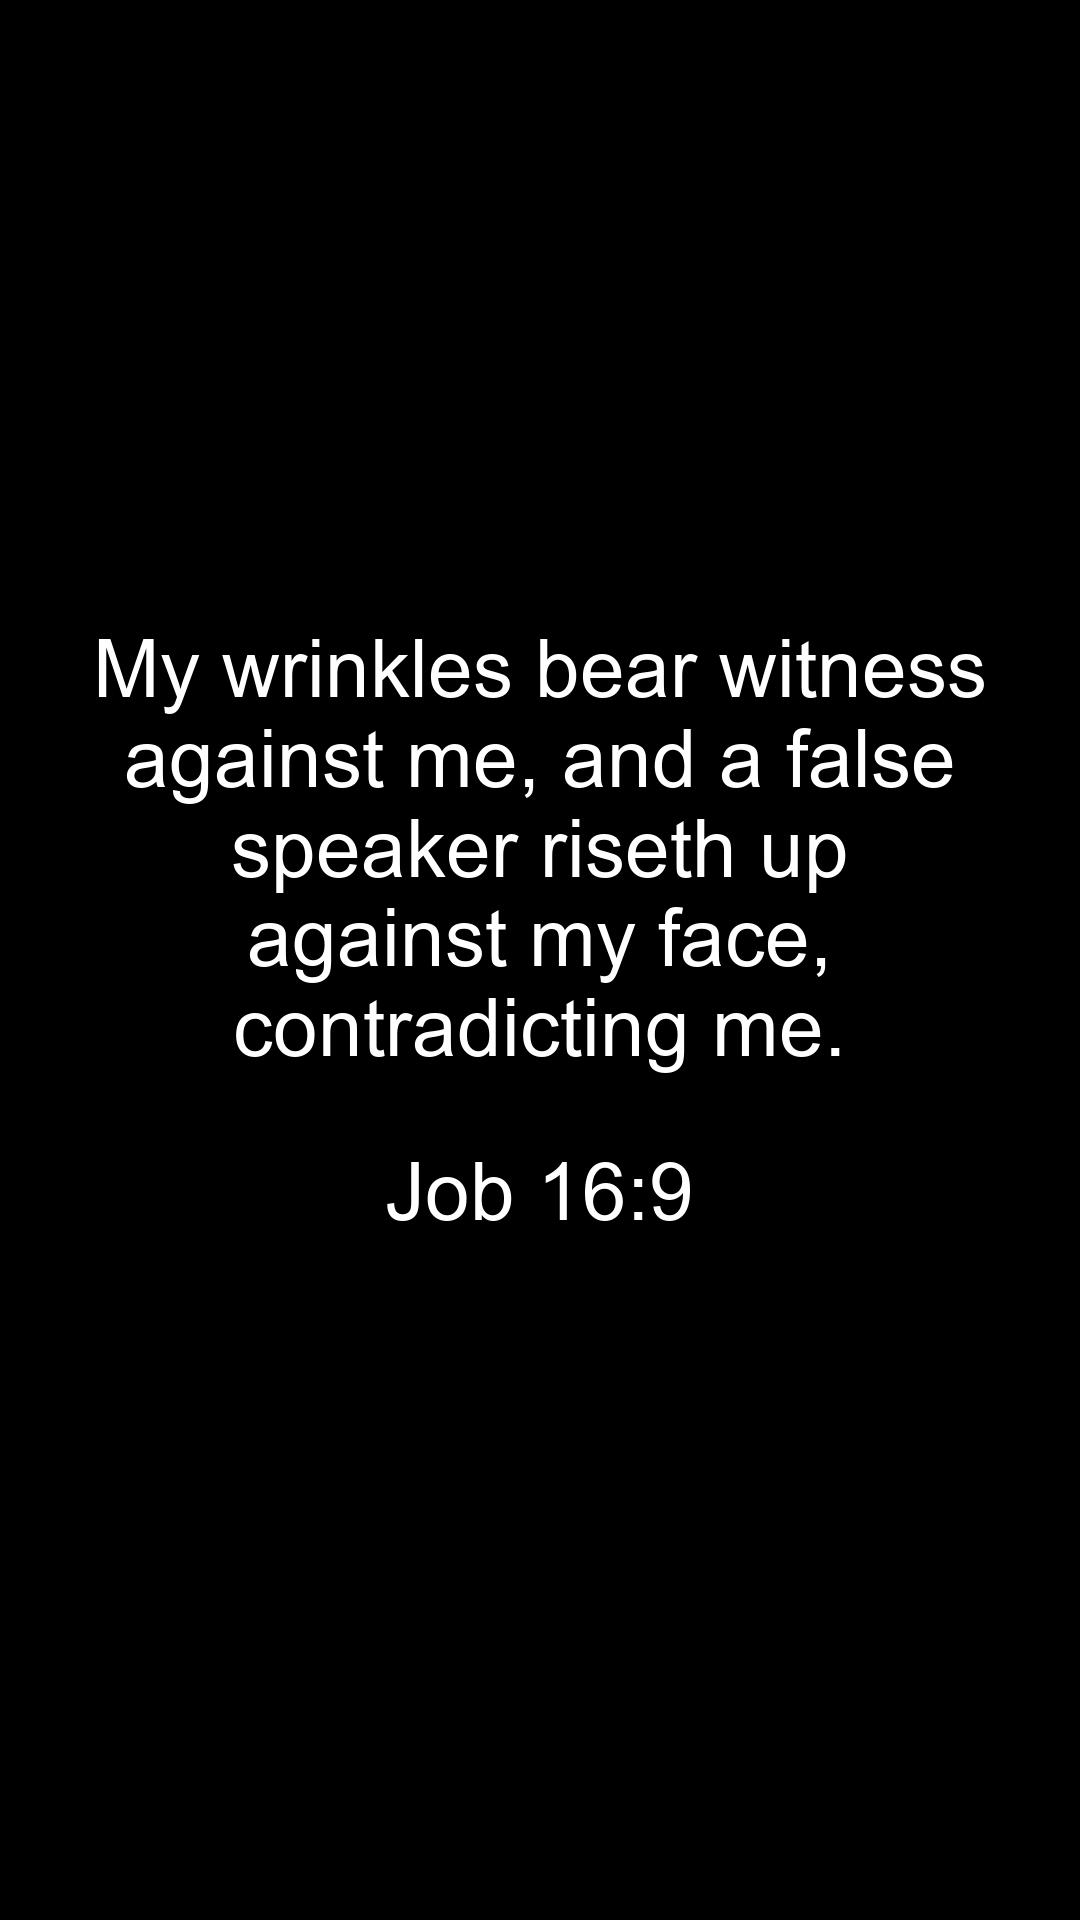 My wrinkles bear witness
against me, and a false
speaker riseth up
against my face,
contradicting me.
Job 16:9